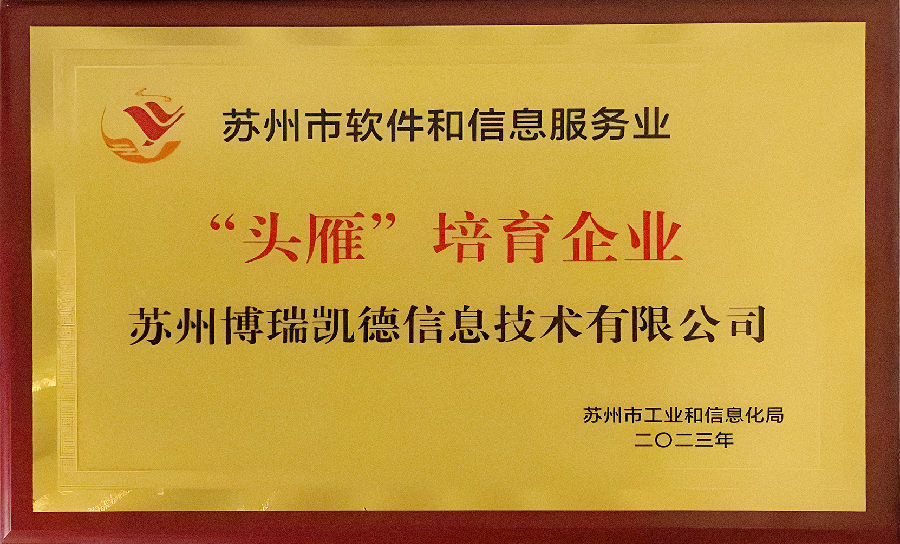 苏州市软件和信息服务业
“头雁”培育企业
苏州博瑞凯德信息技术有限公司
苏州市工业和信息化局
二〇二三年